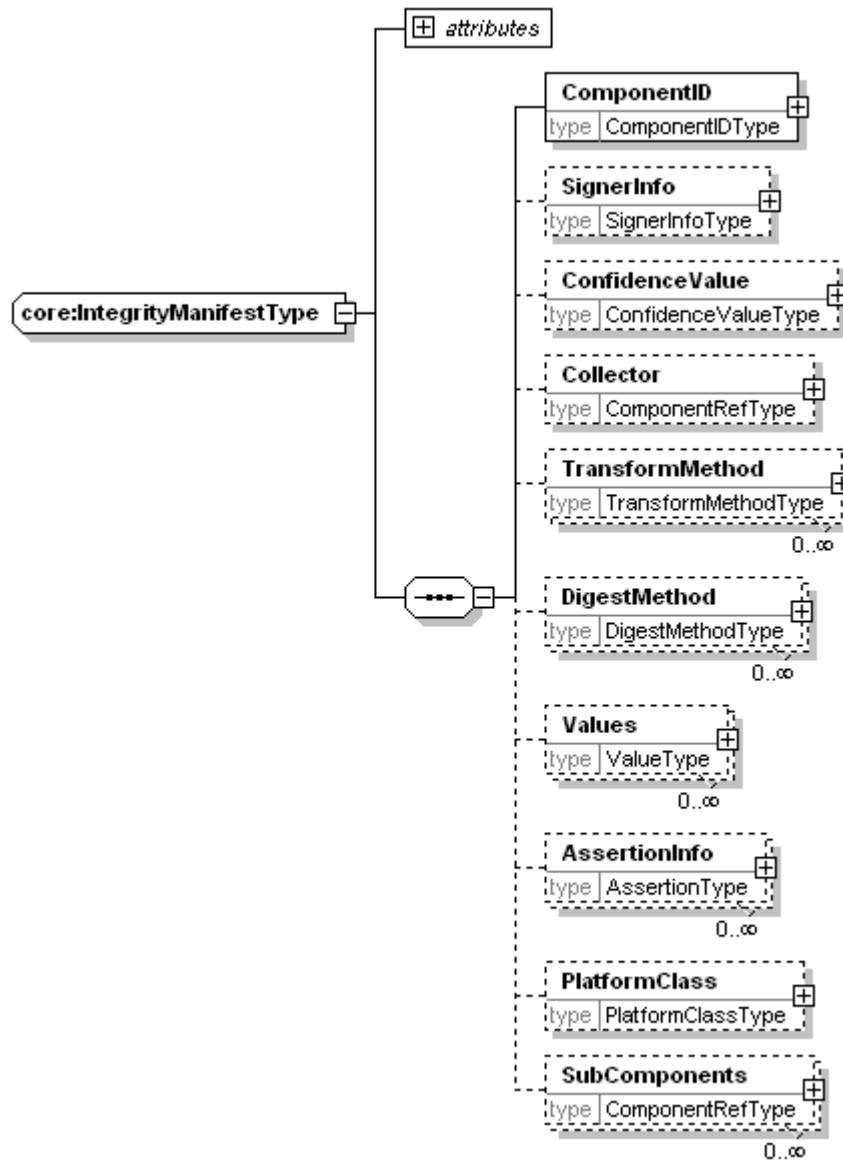 attributes
ComponentID
type ComponentIDType
SignerInfo
type SignerInfoType
core:IntegrityManifestType
ConfidenceValue
type ConfidenceValueType
Collector
type ComponentRefType
TransformMethod
type TransformMethodType
0..∞
DigestMethod
type DigestMethodType
0..∞
Values
type ValueType
0..∞
AssertionInfo
type AssertionType
0..∞
PlatformClass
type PlatformClassType
SubComponents
type ComponentRefType
0..∞